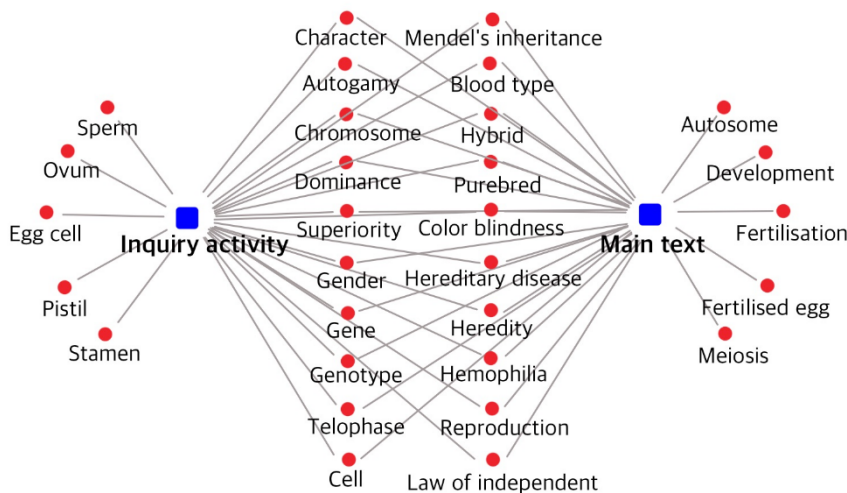 Character
Mendel's inheritance
Autogamy
Blood type
Sperm
Chromosome
Hybrid
Autosome
Ovum
Dominance
Purebred
Development
Egg cell
Inquiry activity
Superiority
Color blindness
Main text
Fertilisation
Gender
Hereditary disease
Pistil
Fertilised egg
Stamen
Gene
Heredity
Meiosis
Genotype
Hemophilia
Telophase
Reproduction
Cell
Law of independent